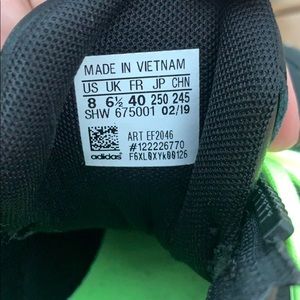 MADE IN VIETNAM
US UK FR JP CHN
8 6½ 40 250 245
SHW 675001 02/19
ART EF2046
#122226770
adidas F6XL0XYk00126